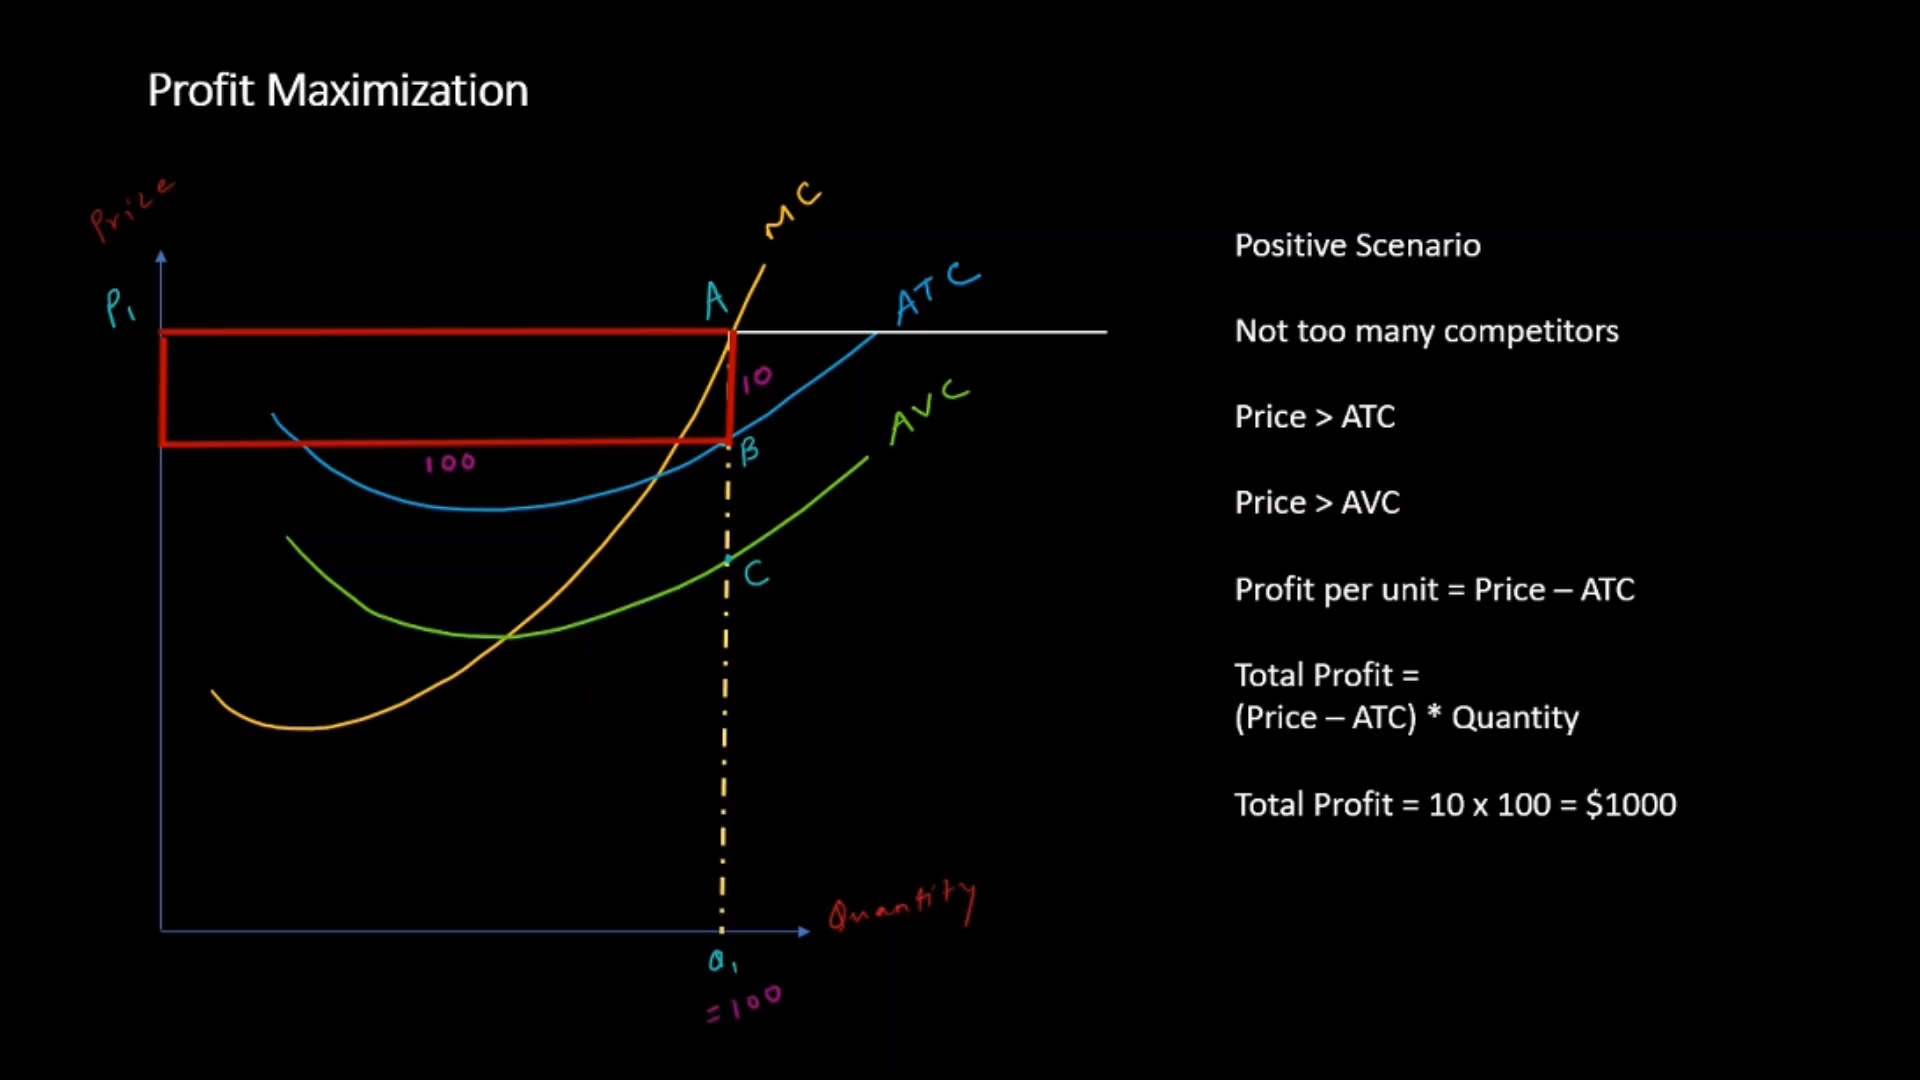 Profit Maximization
Price
MC
P₁
A
ATC
10
AVC
B
100
C
Quantity
Q₁
=100
Positive Scenario
Not too many competitors
Price > ATC
Price > AVC
Profit per unit = Price – ATC
Total Profit =
(Price – ATC) * Quantity
Total Profit = 10 x 100 = $1000